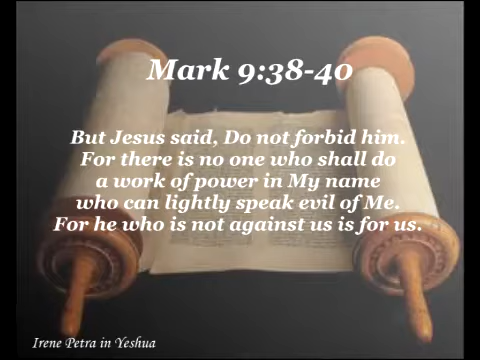 Mark 9:38-40
But Jesus said, Do not forbid him.
For there is no one who shall do
a work of power in My name
who can lightly speak evil of Me.
For he who is not against us is for us.
Irene Petra in Yeshua